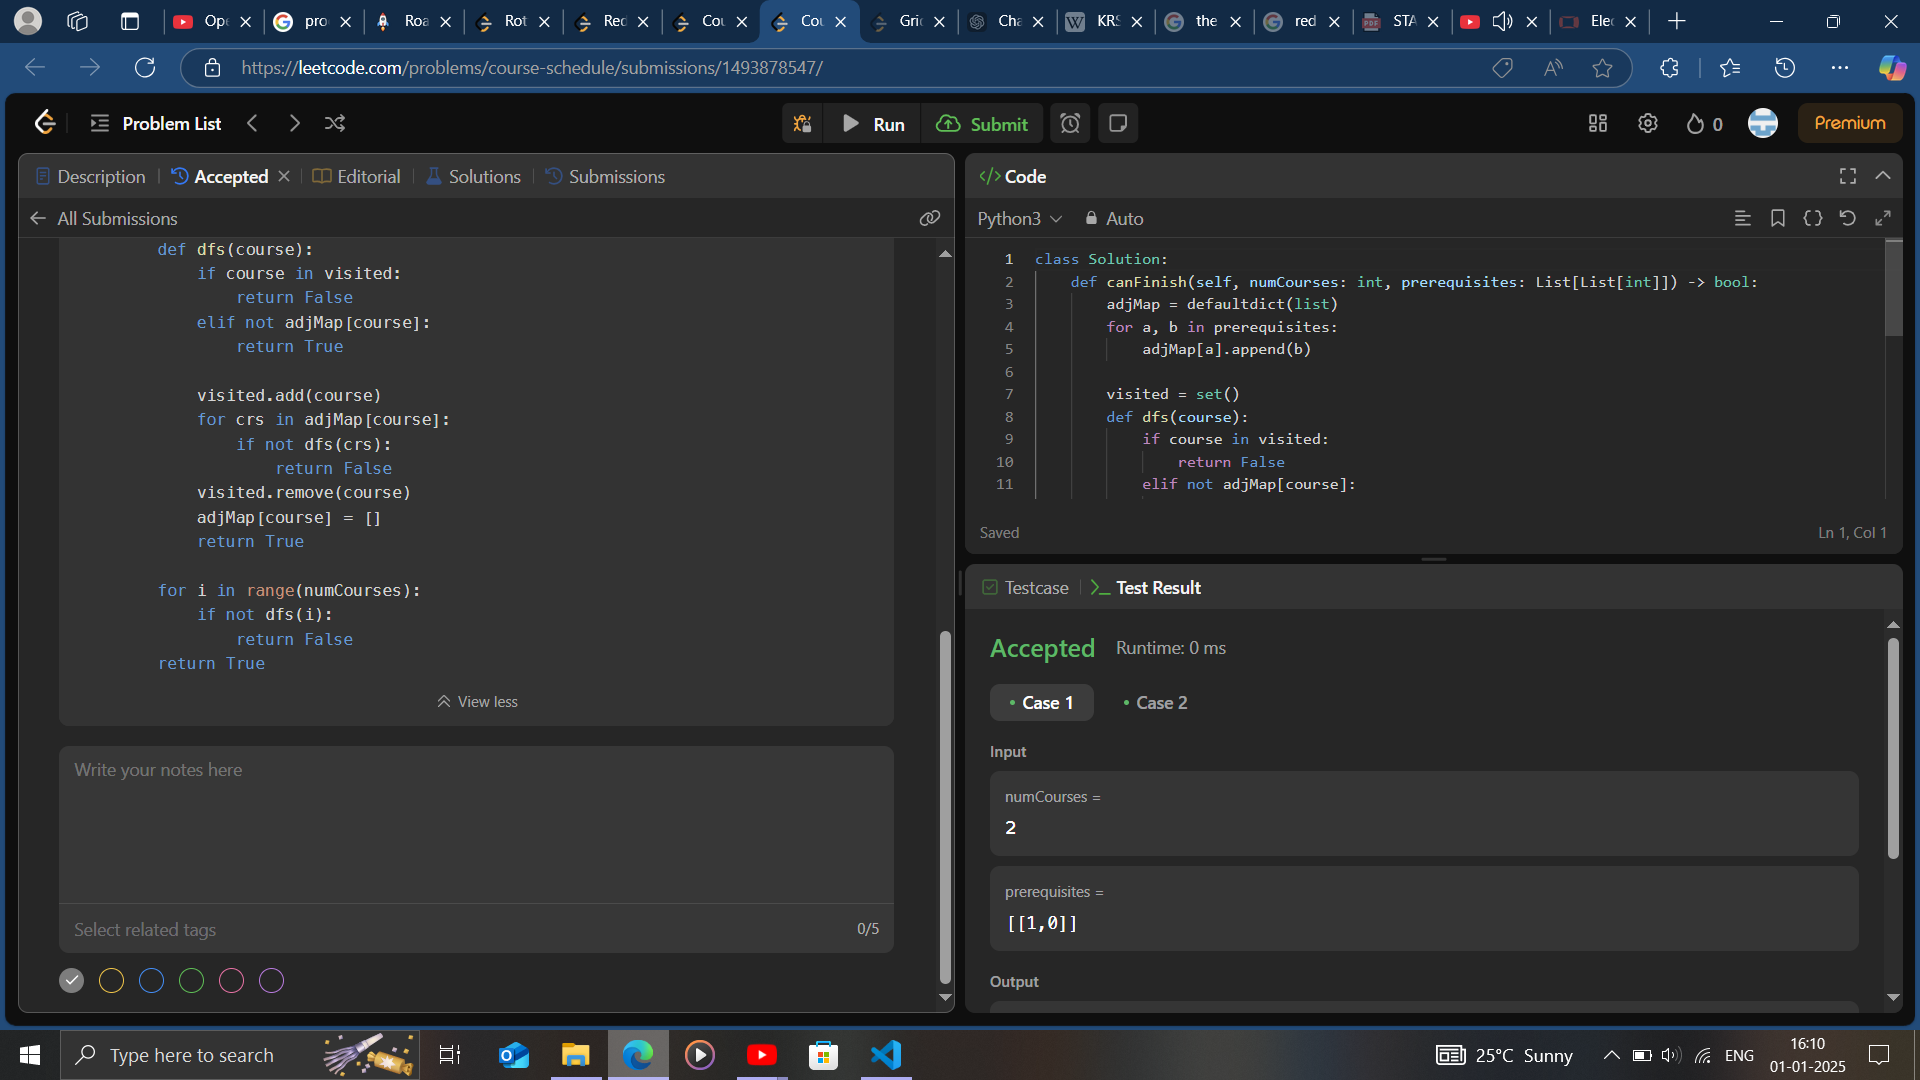 Ope
pro
Roa
Rot
Red
Cou
Cou
Grid
Cha
KRS
the
red
STA
Elec
https://leetcode.com/problems/course-schedule/submissions/1493878547/
Problem List
Run
Submit
0
Premium
Description
Accepted
Editorial
Solutions
Submissions
All Submissions
def dfs(course):
if course in visited:
return False
elif not adjMap[course]:
return True
visited.add(course)
for crs in adjMap[course]:
if not dfs(crs):
return False
visited.remove(course)
adjMap[course] = []
return True
for i in range(numCourses):
if not dfs(i):
return False
return True
View less
Write your notes here
Select related tags
0/5
</> Code
Python3
Auto
1 class Solution:
2 def canFinish(self, numCourses: int, prerequisites: List[List[int]]) -> bool:
3 adjMap = defaultdict(list)
4 for a, b in prerequisites:
5 adjMap[a].append(b)
6
7 visited = set()
8 def dfs(course):
9 if course in visited:
10 return False
11 elif not adjMap[course]:
Saved
Ln 1, Col 1
Testcase
Test Result
Accepted
Runtime: 0 ms
Case 1
Case 2
Input
numCourses =
2
prerequisites =
[[1,0]]
Output
Type here to search
25°C Sunny
ENG
16:10
01-01-2025